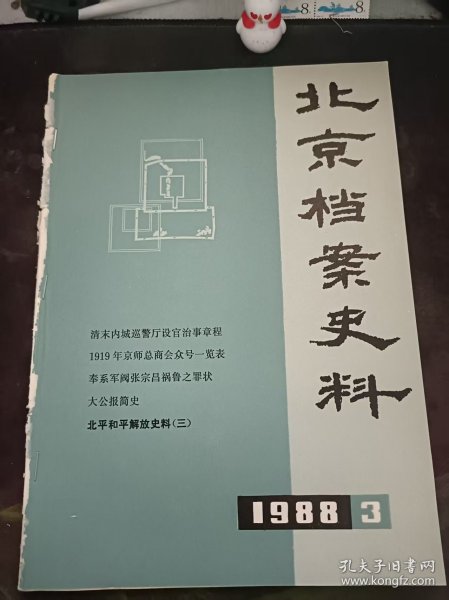 8
8
北京档案史料
清末内城巡警厅设官治事章程
1919年京师总商会众号一览表
奉系军阀张宗昌祸鲁之罪状
大公报简史
北平和平解放史料（三）
1988 3
孔夫子旧书网
www.kongfz.com